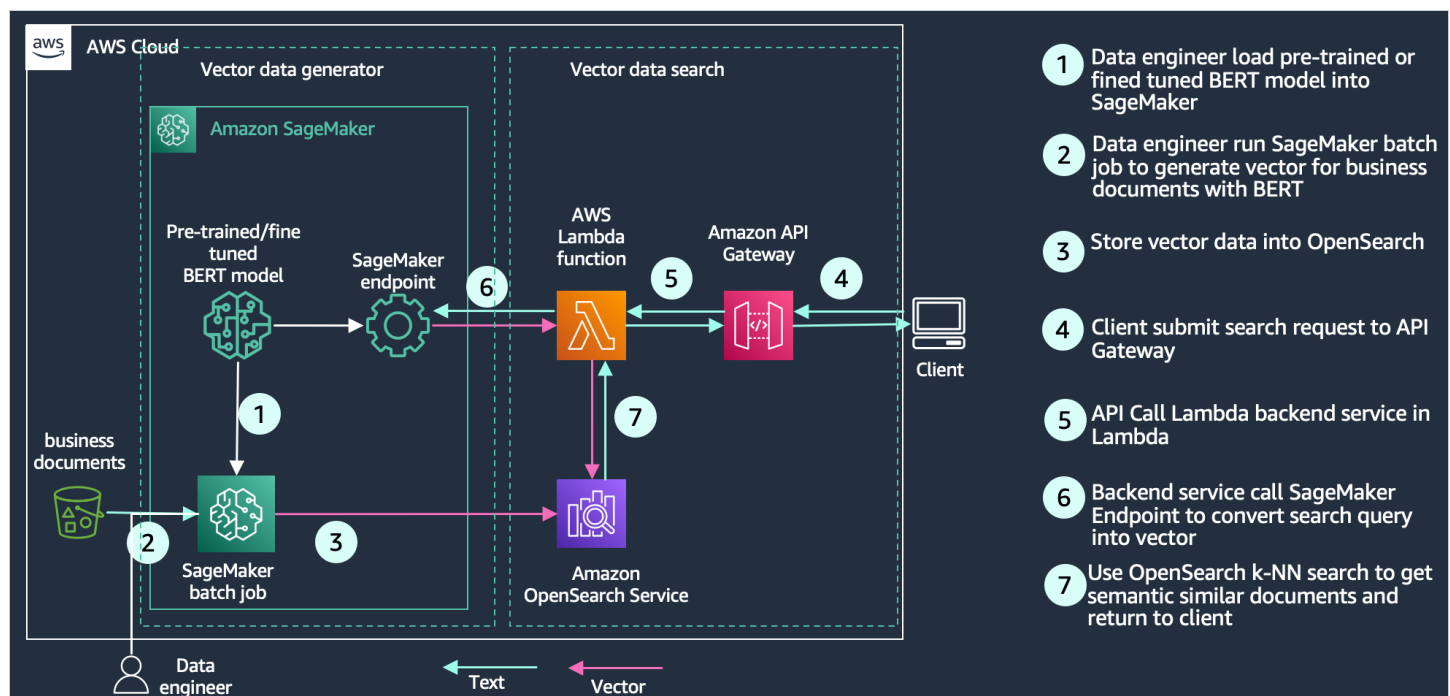 aws
AWS Cloud
Vector data generator
Vector data search
Amazon SageMaker
Pre-trained/fine
tuned
BERT model
SageMaker
endpoint
AWS
Lambda
function
Amazon API
Gateway
6
5
4
Client
1
7
business
documents
2
3
SageMaker
batch job
Amazon
OpenSearch Service
Data
engineer
Text
Vector
1
Data engineer load pre-trained or
fined tuned BERT model into
SageMaker
2
Data engineer run SageMaker batch
job to generate vector for business
documents with BERT
3
Store vector data into OpenSearch
4
Client submit search request to API
Gateway
5
API Call Lambda backend service in
Lambda
6
Backend service call SageMaker
Endpoint to convert search query
into vector
7
Use OpenSearch k-NN search to get
semantic similar documents and
return to client